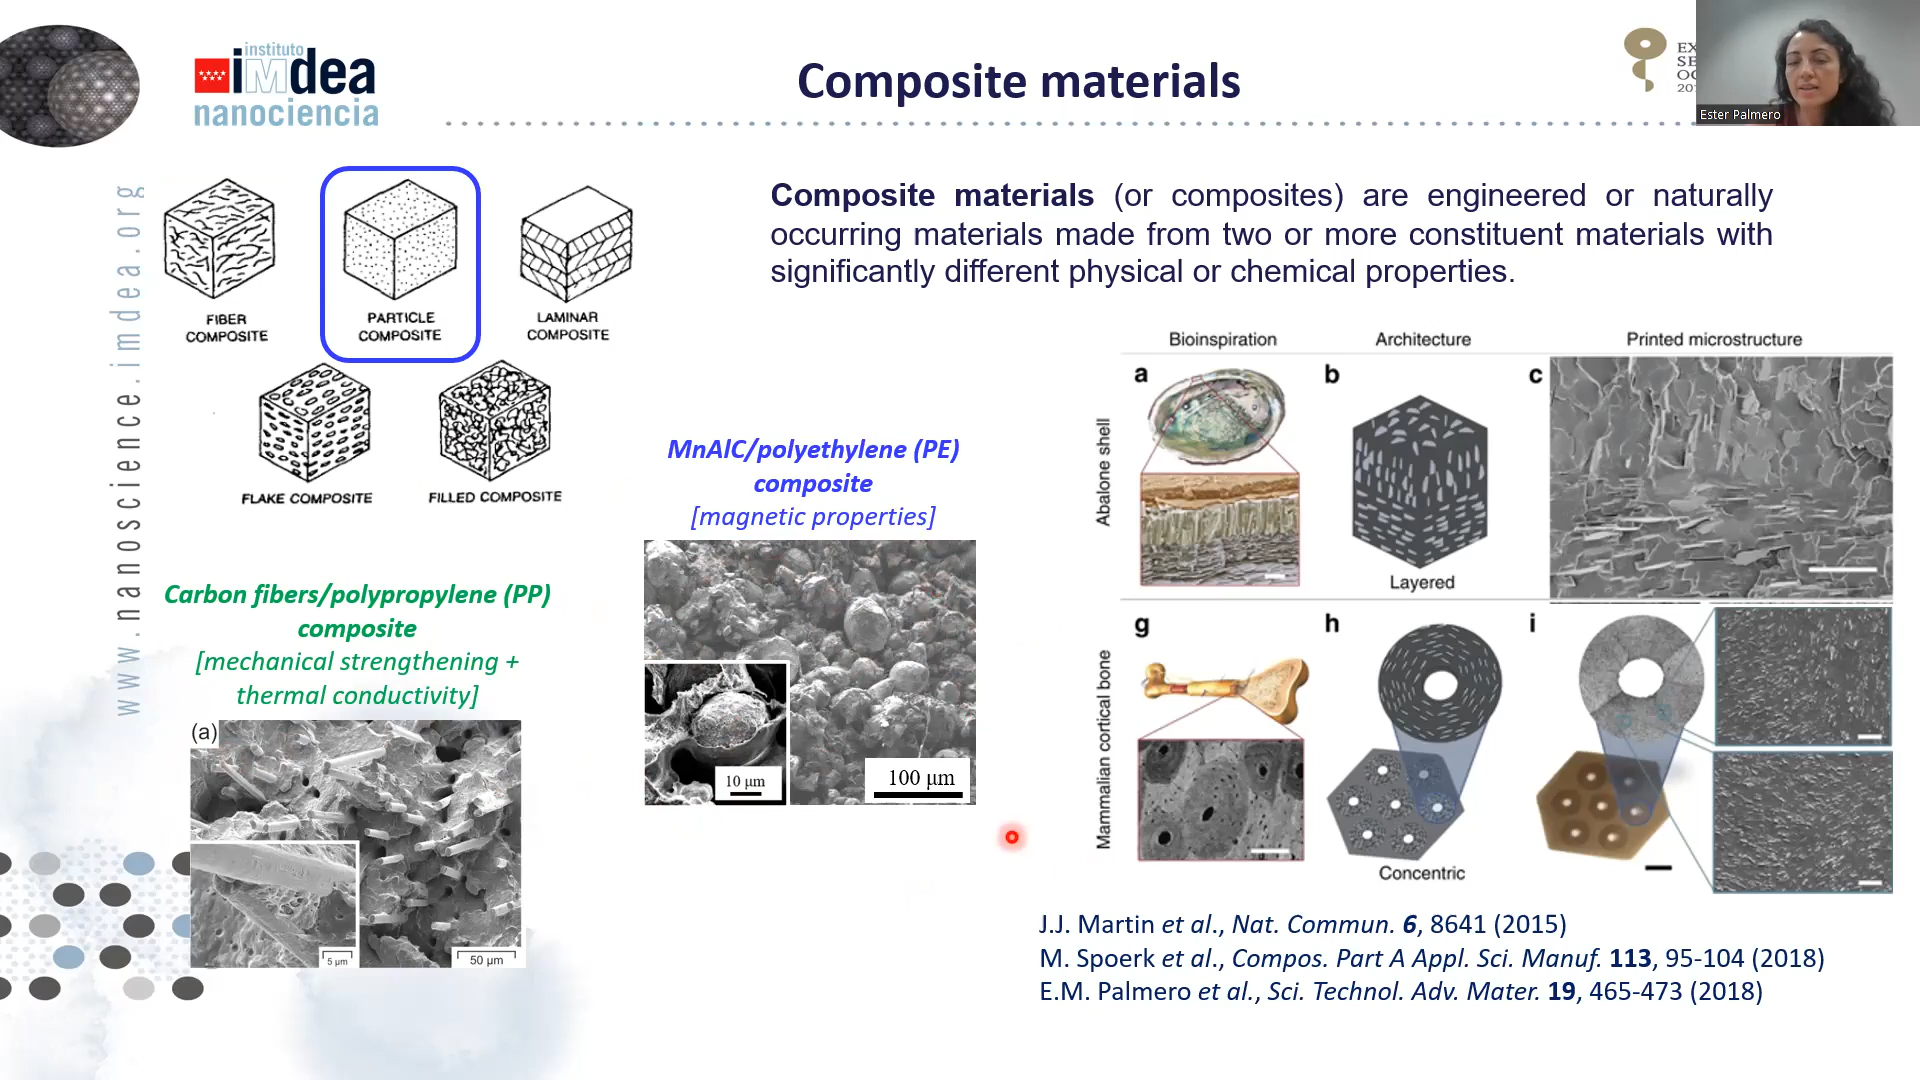 instituto
imdea
nanociencia
Composite materials
EX
SE
OC
201
Ester Palmero
www.nanoscience.imdea.org
FIBER
COMPOSITE
PARTICLE
COMPOSITE
LAMINAR
COMPOSITE
FLAKE COMPOSITE
FILLED COMPOSITE
Composite materials (or composites) are engineered or naturally
occurring materials made from two or more constituent materials with
significantly different physical or chemical properties.
MnAlC/polyethylene (PE)
composite
[magnetic properties]
10 µm
100 µm
Carbon fibers/polypropylene (PP)
composite
[mechanical strengthening +
thermal conductivity]
(a)
5 µm
50 µm
Bioinspiration
Architecture
Printed microstructure
Abalone shell
a
b
c
Layered
Mammalian cortical bone
g
h
i
Concentric
J.J. Martin et al., Nat. Commun. 6, 8641 (2015)
M. Spoerk et al., Compos. Part A Appl. Sci. Manuf. 113, 95-104 (2018)
E.M. Palmero et al., Sci. Technol. Adv. Mater. 19, 465-473 (2018)